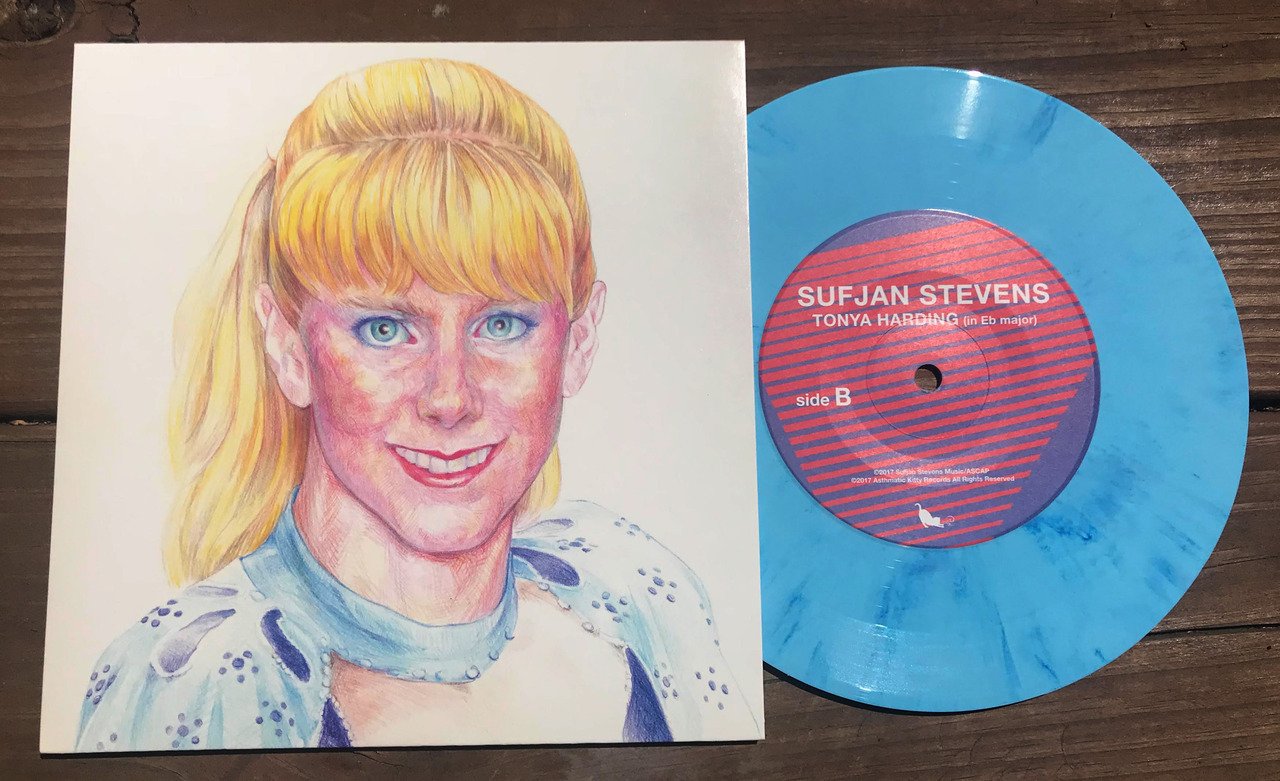 SUFJAN STEVENS
TONYA HARDING (in Eb major)
side B
©2017 Sufjan Stevens Music/ASCAP
©2017 Asthmatic Kitty Records All Rights Reserved